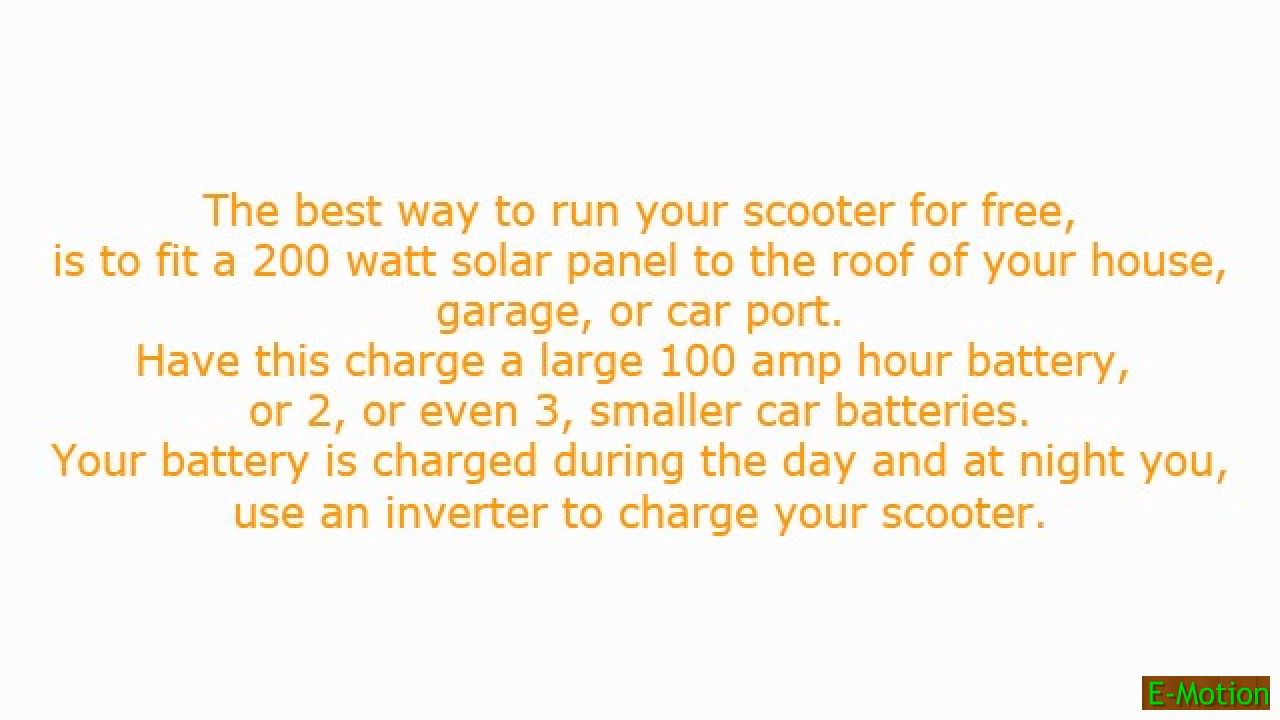 The best way to run your scooter for free,
is to fit a 200 watt solar panel to the roof of your house,
garage, or car port.
Have this charge a large 100 amp hour battery,
or 2, or even 3, smaller car batteries.
Your battery is charged during the day and at night you,
use an inverter to charge your scooter.
E-Motion